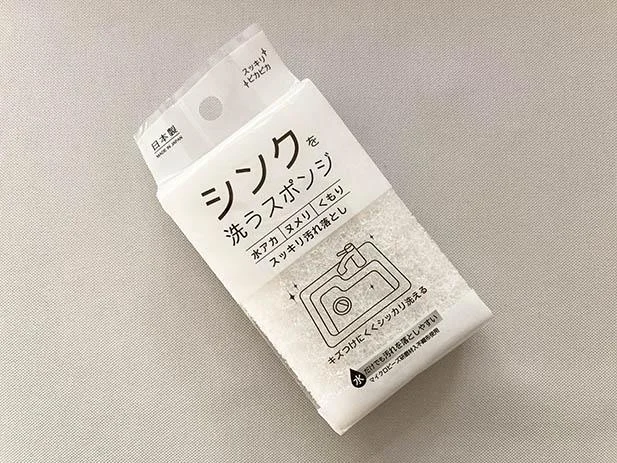 スッキリ
ピカピカ
日本製
MADE IN JAPAN
シンクを
洗うスポンジ
水アカ ヌメリ くもり
スッキリ汚れ落とし
キズつけにくくシッカリ洗える
水だけでも汚れを落としやすい
マイクロビーズ研磨材入不織布使用